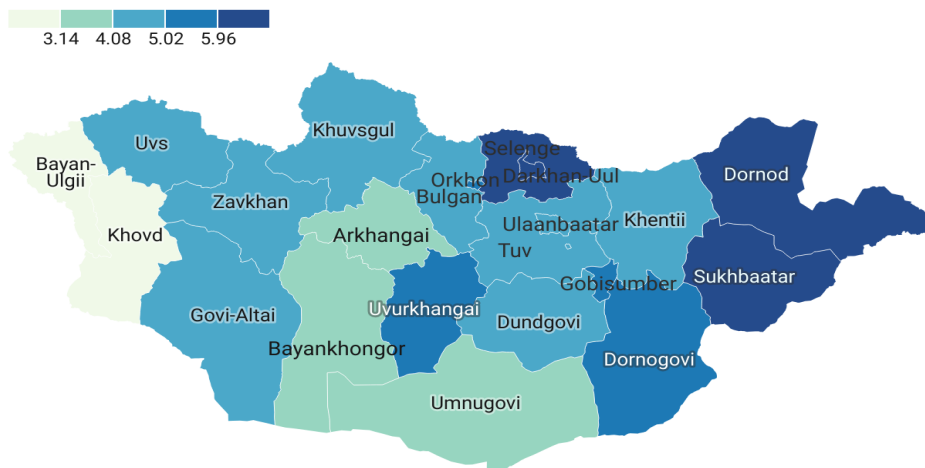 3.14 4.08 5.02 5.96
Khuvsgul
Uvs
Selenge
Bayan-
Ulgii
Orkhon
Darkhan-Uul
Dornod
Zavkhan
Bulgan
Khovd
Arkhangai
Ulaanbaatar
Khentii
Tuv
Sukhbaatar
Gobisumber
Govi-Altai
Uvurkhangai
Dundgovi
Bayankhongor
Dornogovi
Umnugovi